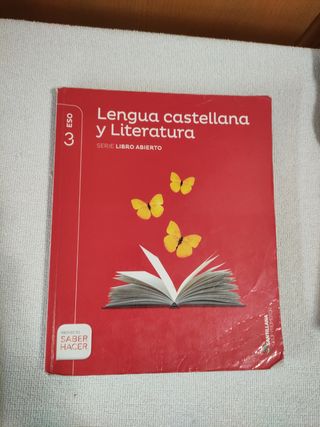 ESO
3
Lengua castellana
y Literatura
SERIE LIBRO ABIERTO
PROYECTO
SABER
HACER
SANTILLANA